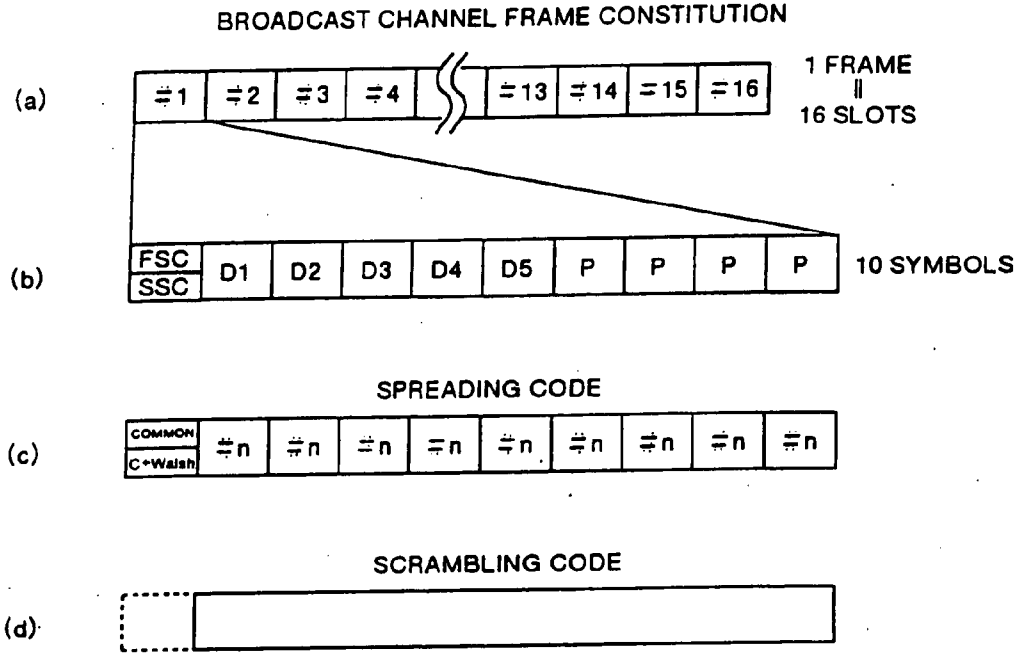 BROADCAST CHANNEL FRAME CONSTITUTION
(a)
#1 #2 #3 #4 #13 #14 #15 #16
1 FRAME
||
16 SLOTS
(b)
FSC
SSC
D1 D2 D3 D4 D5 P P P P
10 SYMBOLS
SPREADING CODE
(c)
COMMON
C+Walsh
#n #n #n #n #n #n #n #n #n
SCRAMBLING CODE
(d)